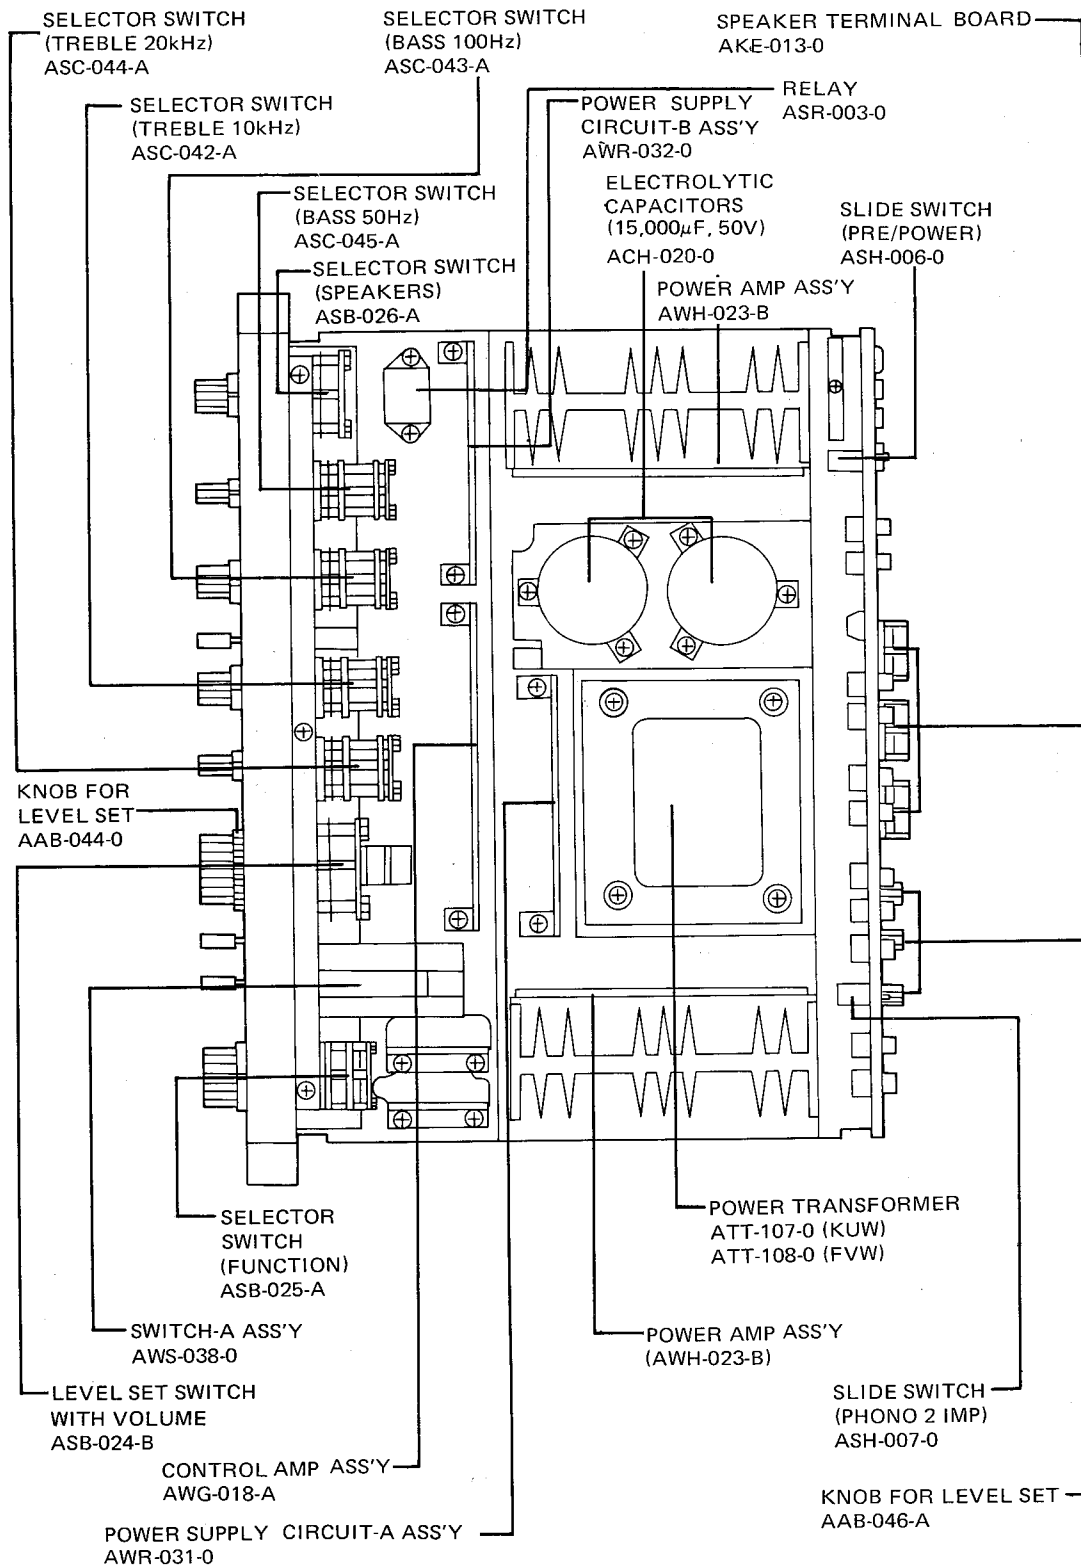 SELECTOR SWITCH
(TREBLE 20kHz)
ASC-044-A
SELECTOR SWITCH
(BASS 100Hz)
ASC-043-A
SPEAKER TERMINAL BOARD
AKE-013-0
SELECTOR SWITCH
(TREBLE 10kHz)
ASC-042-A
POWER SUPPLY
CIRCUIT-B ASS'Y
AWR-032-0
RELAY
ASR-003-0
SELECTOR SWITCH
(BASS 50Hz)
ASC-045-A
ELECTROLYTIC
CAPACITORS
(15,000µF, 50V)
ACH-020-0
SLIDE SWITCH
(PRE/POWER)
ASH-006-0
SELECTOR SWITCH
(SPEAKERS)
ASB-026-A
POWER AMP ASS'Y
AWH-023-B
KNOB FOR
LEVEL SET
AAB-044-0
SELECTOR
SWITCH
(FUNCTION)
ASB-025-A
POWER TRANSFORMER
ATT-107-0 (KUW)
ATT-108-0 (FVW)
SWITCH-A ASS'Y
AWS-038-0
POWER AMP ASS'Y
(AWH-023-B)
LEVEL SET SWITCH
WITH VOLUME
ASB-024-B
SLIDE SWITCH
(PHONO 2 IMP)
ASH-007-0
CONTROL AMP ASS'Y
AWG-018-A
KNOB FOR LEVEL SET
AAB-046-A
POWER SUPPLY CIRCUIT-A ASS'Y
AWR-031-0